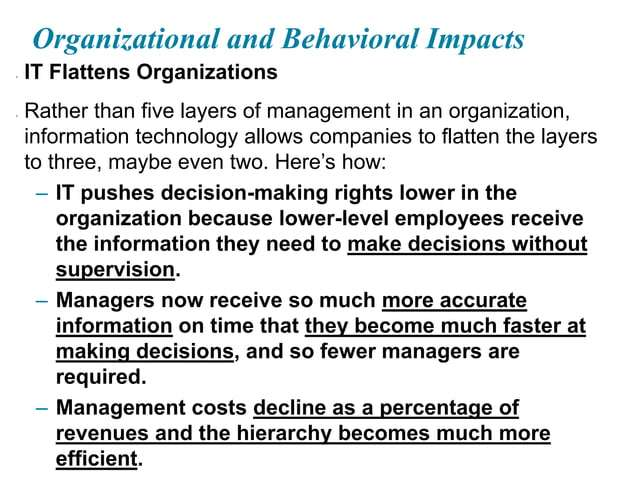 Organizational and Behavioral Impacts
IT Flattens Organizations
Rather than five layers of management in an organization,
information technology allows companies to flatten the layers
to three, maybe even two. Here’s how:
– IT pushes decision-making rights lower in the
organization because lower-level employees receive
the information they need to make decisions without
supervision.
– Managers now receive so much more accurate
information on time that they become much faster at
making decisions, and so fewer managers are
required.
– Management costs decline as a percentage of
revenues and the hierarchy becomes much more
efficient.